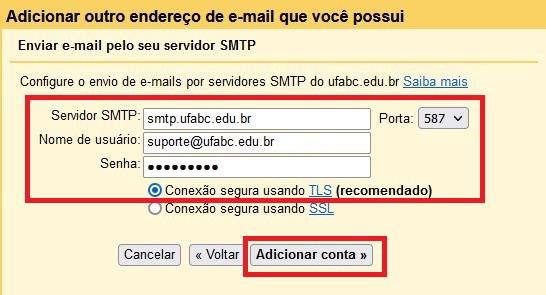 Adicionar outro endereço de e-mail que você possui
Enviar e-mail pelo seu servidor SMTP
Configure o envio de e-mails por servidores SMTP do ufabc.edu.br Saiba mais
Servidor SMTP: smtp.ufabc.edu.br Porta: 587
Nome de usuário: suporte@ufabc.edu.br
Senha: •••••••••
Conexão segura usando TLS (recomendado)
Conexão segura usando SSL
Cancelar « Voltar Adicionar conta »